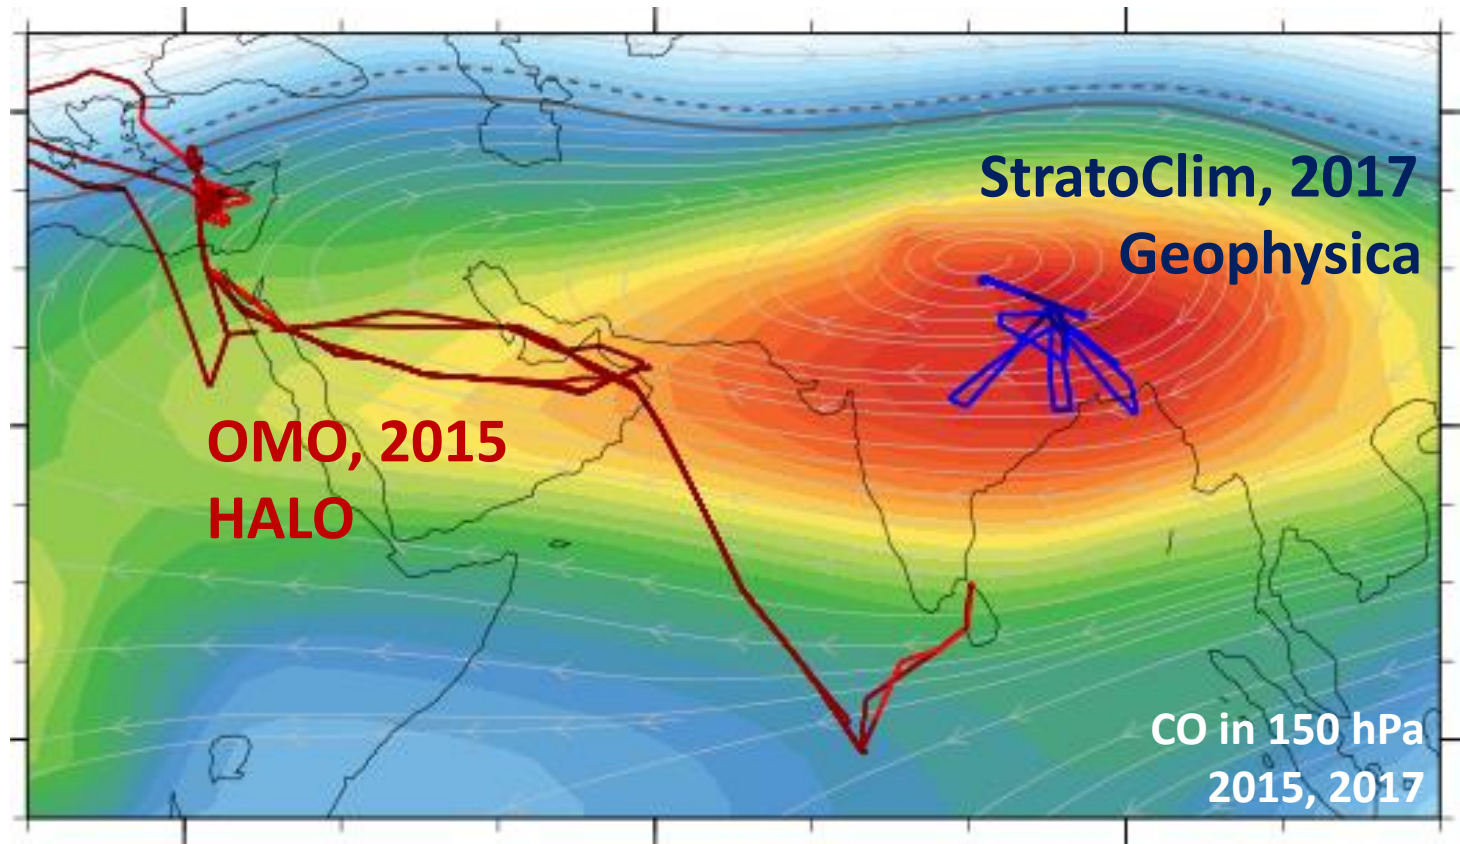 StratoClim, 2017
Geophysica
OMO, 2015
HALO
CO in 150 hPa
2015, 2017